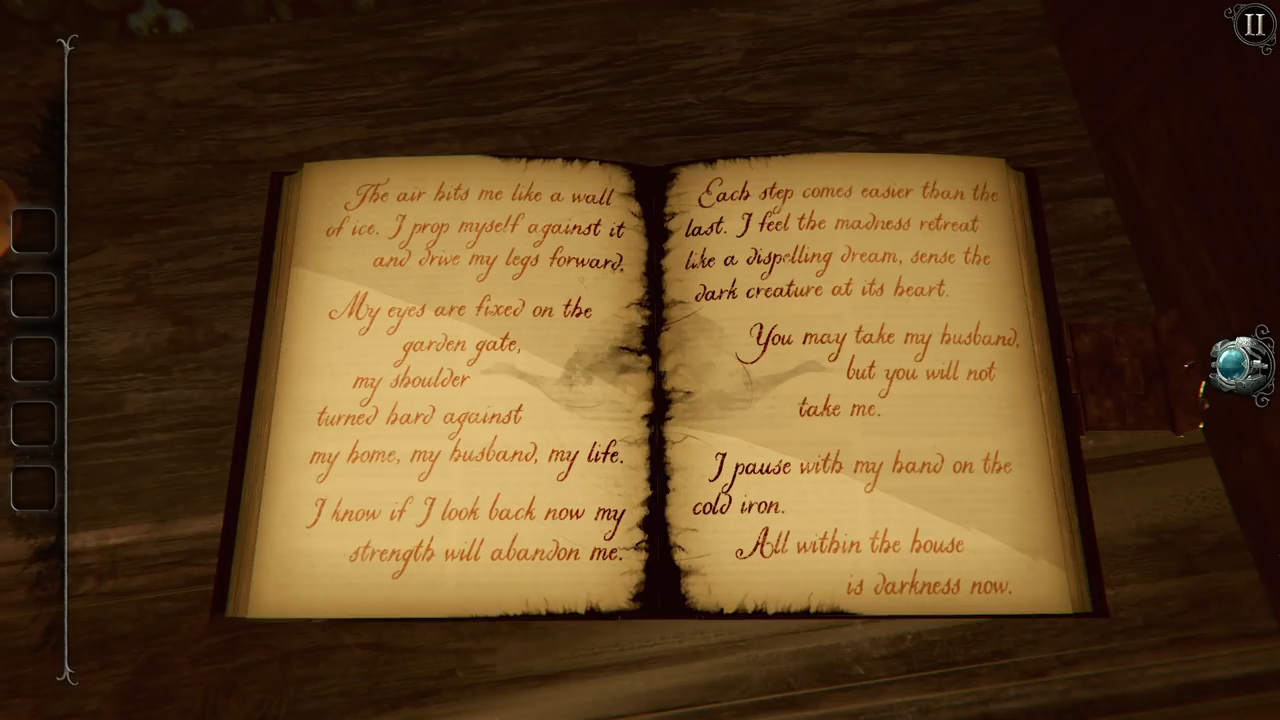 The air hits me like a wall
of ice. I prop myself against it
and drive my legs forward.
My eyes are fixed on the
garden gate,
my shoulder
turned hard against
my home, my husband, my life.
I know if I look back now my
strength will abandon me.
Each step comes easier than the
last. I feel the madness retreat
like a dispelling dream, sense the
dark creature at its heart.
You may take my husband,
but you will not
take me.
I pause with my hand on the
cold iron.
All within the house
is darkness now.